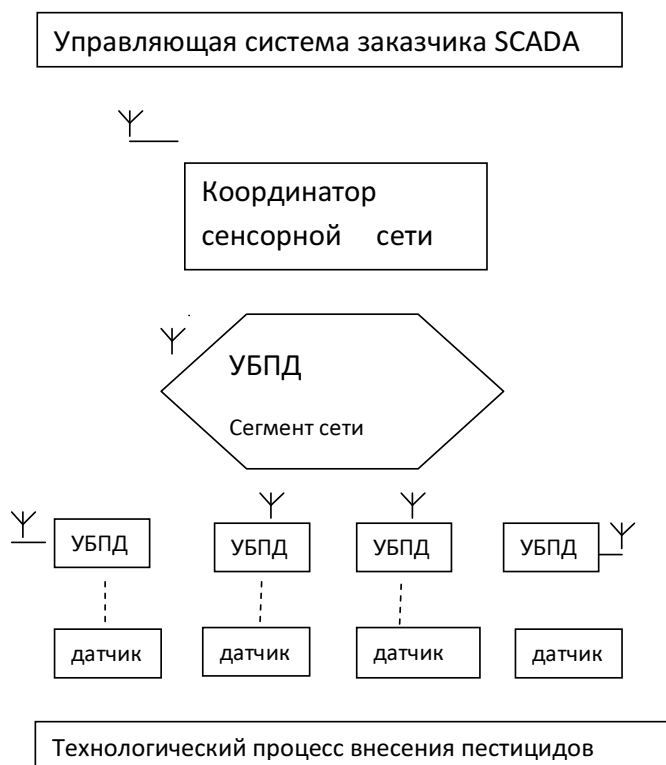 Управляющая система заказчика SCADA
Координатор
сенсорной сети
УБПД
Сегмент сети
УБПД
УБПД
УБПД
УБПД
датчик
датчик
датчик
датчик
Технологический процесс внесения пестицидов